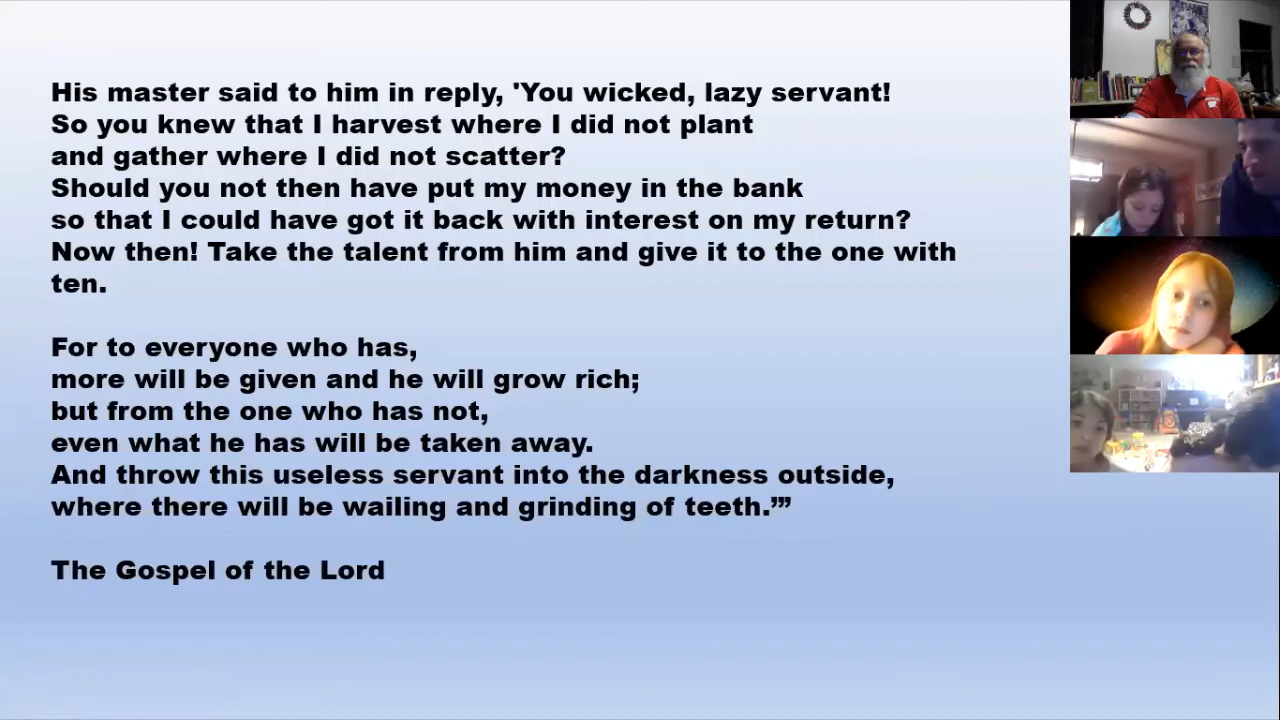 His master said to him in reply, 'You wicked, lazy servant!
So you knew that I harvest where I did not plant
and gather where I did not scatter?
Should you not then have put my money in the bank
so that I could have got it back with interest on my return?
Now then! Take the talent from him and give it to the one with
ten.
For to everyone who has,
more will be given and he will grow rich;
but from the one who has not,
even what he has will be taken away.
And throw this useless servant into the darkness outside,
where there will be wailing and grinding of teeth.’”
The Gospel of the Lord